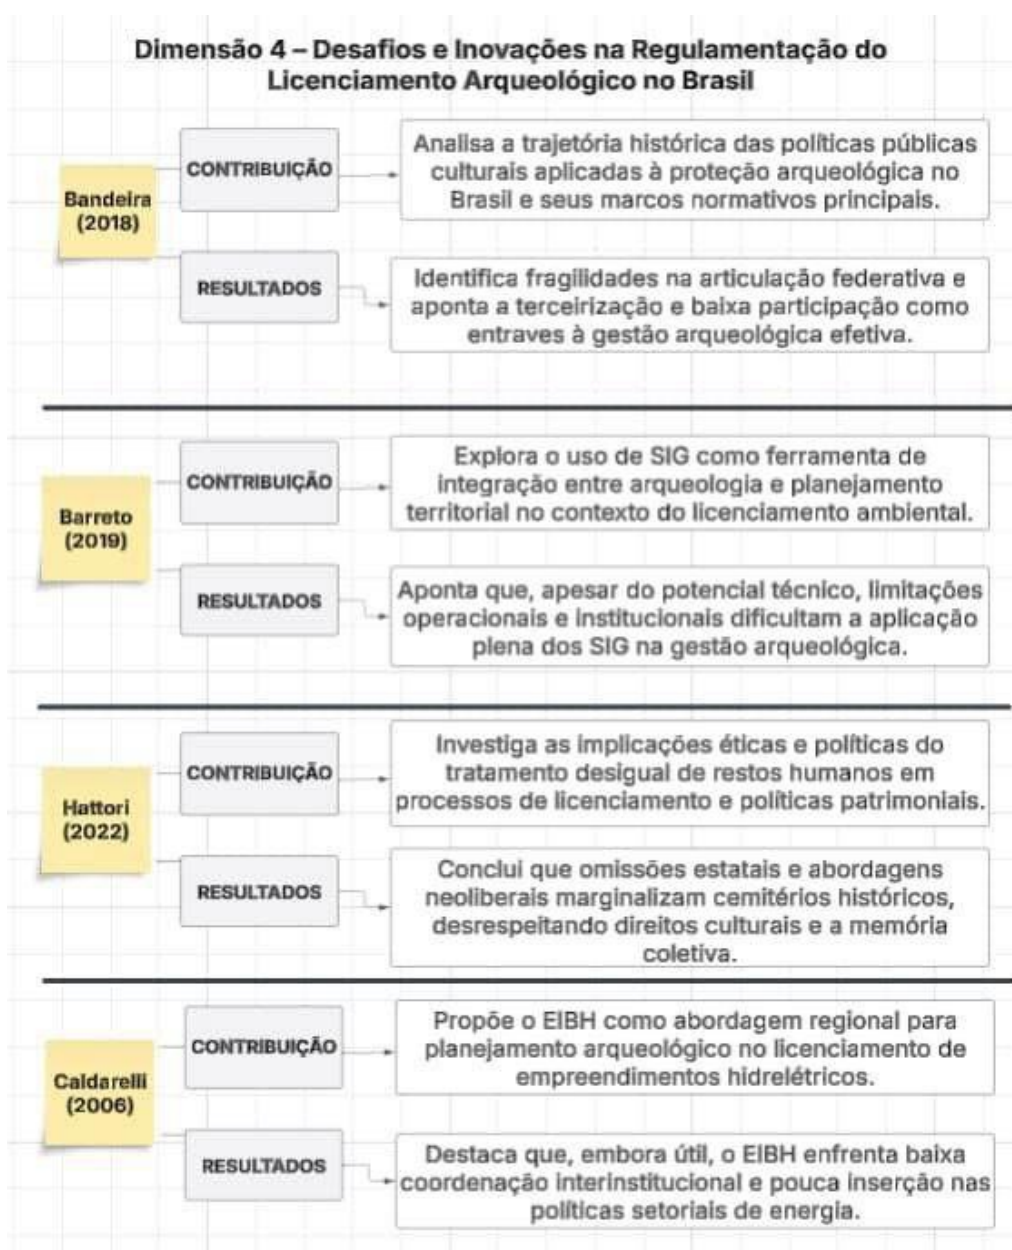 Dimensão 4 – Desafios e Inovações na Regulamentação do
Licenciamento Arqueológico no Brasil
Bandeira
(2018)
CONTRIBUIÇÃO
Analisa a trajetória histórica das políticas públicas
culturais aplicadas à proteção arqueológica no
Brasil e seus marcos normativos principais.
RESULTADOS
Identifica fragilidades na articulação federativa e
aponta a terceirização e baixa participação como
entraves à gestão arqueológica efetiva.
Barreto
(2019)
CONTRIBUIÇÃO
Explora o uso de SIG como ferramenta de
integração entre arqueologia e planejamento
territorial no contexto do licenciamento ambiental.
RESULTADOS
Aponta que, apesar do potencial técnico, limitações
operacionais e institucionais dificultam a aplicação
plena dos SIG na gestão arqueológica.
Hattori
(2022)
CONTRIBUIÇÃO
Investiga as implicações éticas e políticas do
tratamento desigual de restos humanos em
processos de licenciamento e políticas patrimoniais.
RESULTADOS
Conclui que omissões estatais e abordagens
neoliberais marginalizam cemitérios históricos,
desrespeitando direitos culturais e a memória
coletiva.
Caldarelli
(2006)
CONTRIBUIÇÃO
Propõe o EIBH como abordagem regional para
planejamento arqueológico no licenciamento de
empreendimentos hidrelétricos.
RESULTADOS
Destaca que, embora útil, o EIBH enfrenta baixa
coordenação interinstitucional e pouca inserção nas
políticas setoriais de energia.